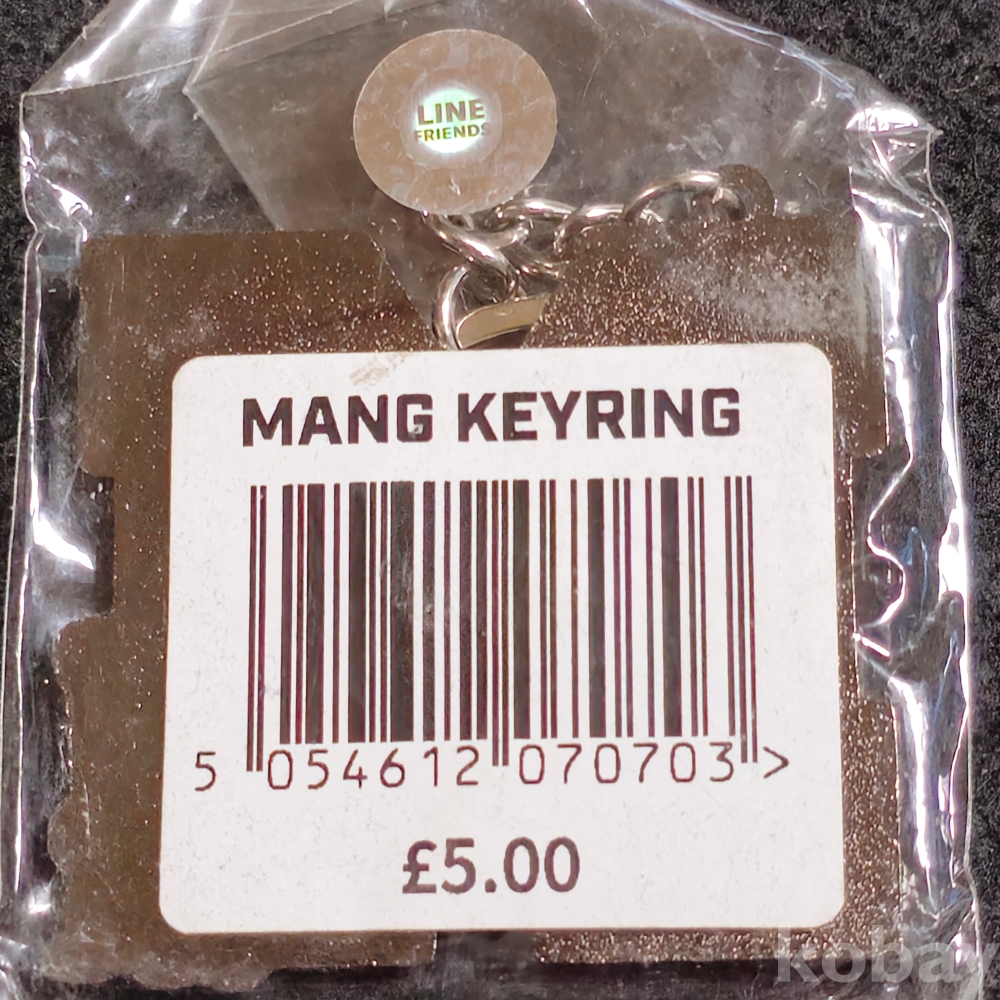 LINE
FRIENDS
MANG KEYRING
5 054612 070703 >
£5.00
kobay